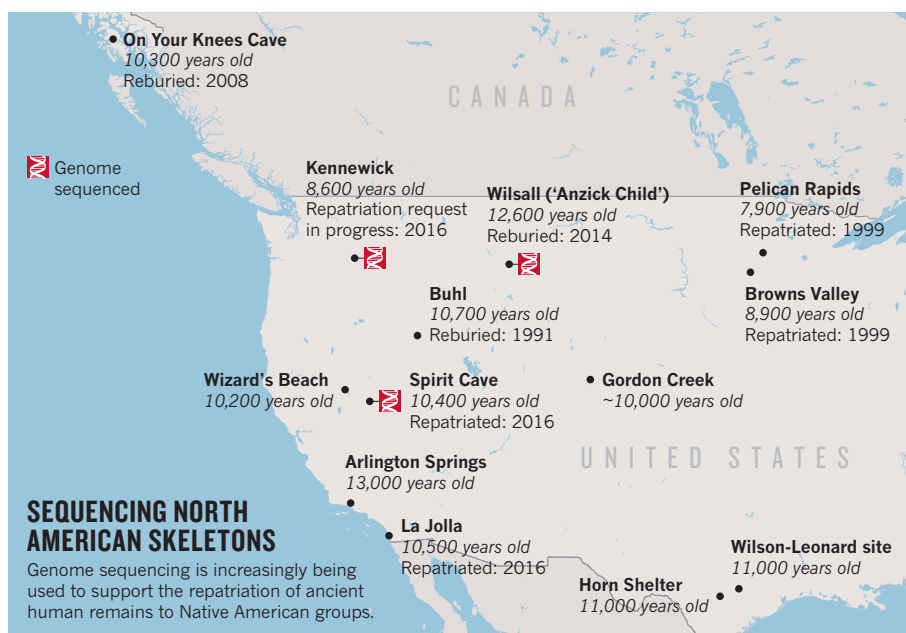 On Your Knees Cave
10,300 years old
Reburied: 2008
CANADA
Genome
sequenced
Kennewick
8,600 years old
Repatriation request
in progress: 2016
Wilsall (‘Anzick Child’)
12,600 years old
Reburied: 2014
Pelican Rapids
7,900 years old
Repatriated: 1999
Buhl
10,700 years old
Reburied: 1991
Browns Valley
8,900 years old
Repatriated: 1999
Wizard’s Beach
10,200 years old
Spirit Cave
10,400 years old
Repatriated: 2016
Gordon Creek
~10,000 years old
UNITED STATES
Arlington Springs
13,000 years old
La Jolla
10,500 years old
Repatriated: 2016
Wilson-Leonard site
11,000 years old
Horn Shelter
11,000 years old
SEQUENCING NORTH
AMERICAN SKELETONS
Genome sequencing is increasingly being
used to support the repatriation of ancient
human remains to Native American groups.